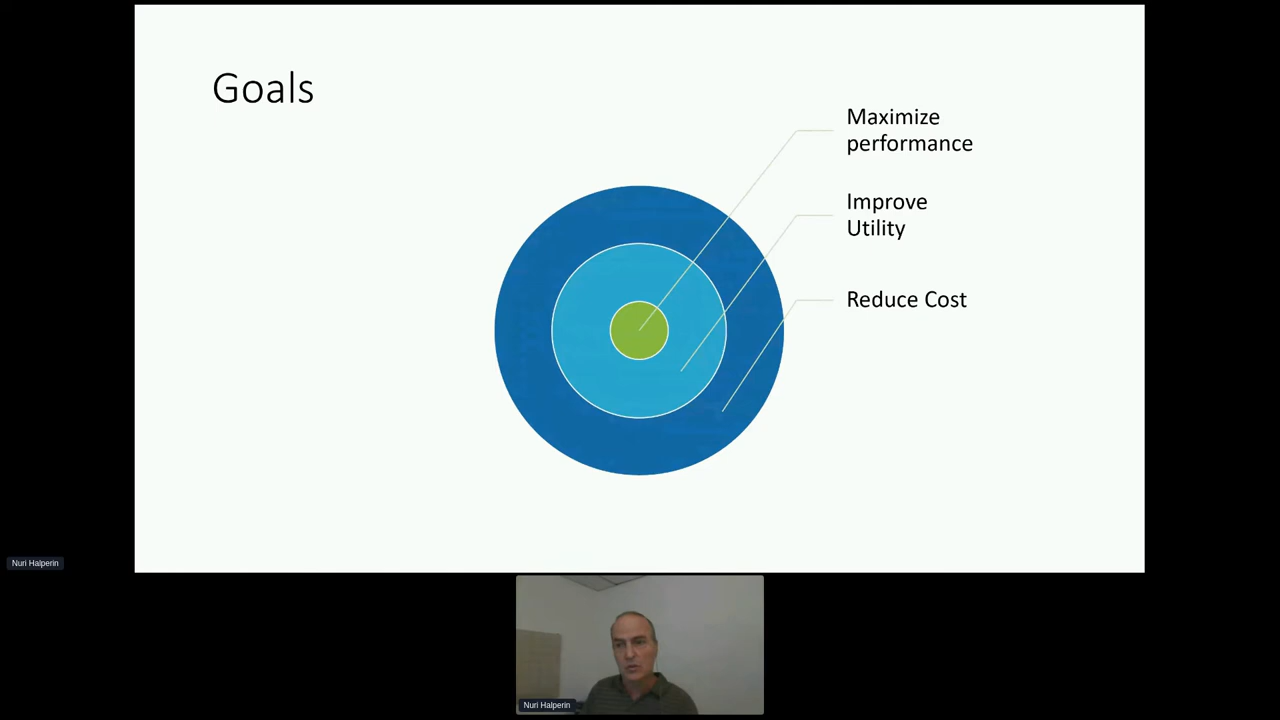 Goals
Maximize
performance
Improve
Utility
Reduce Cost
Nuri Halperin
Nuri Halperin